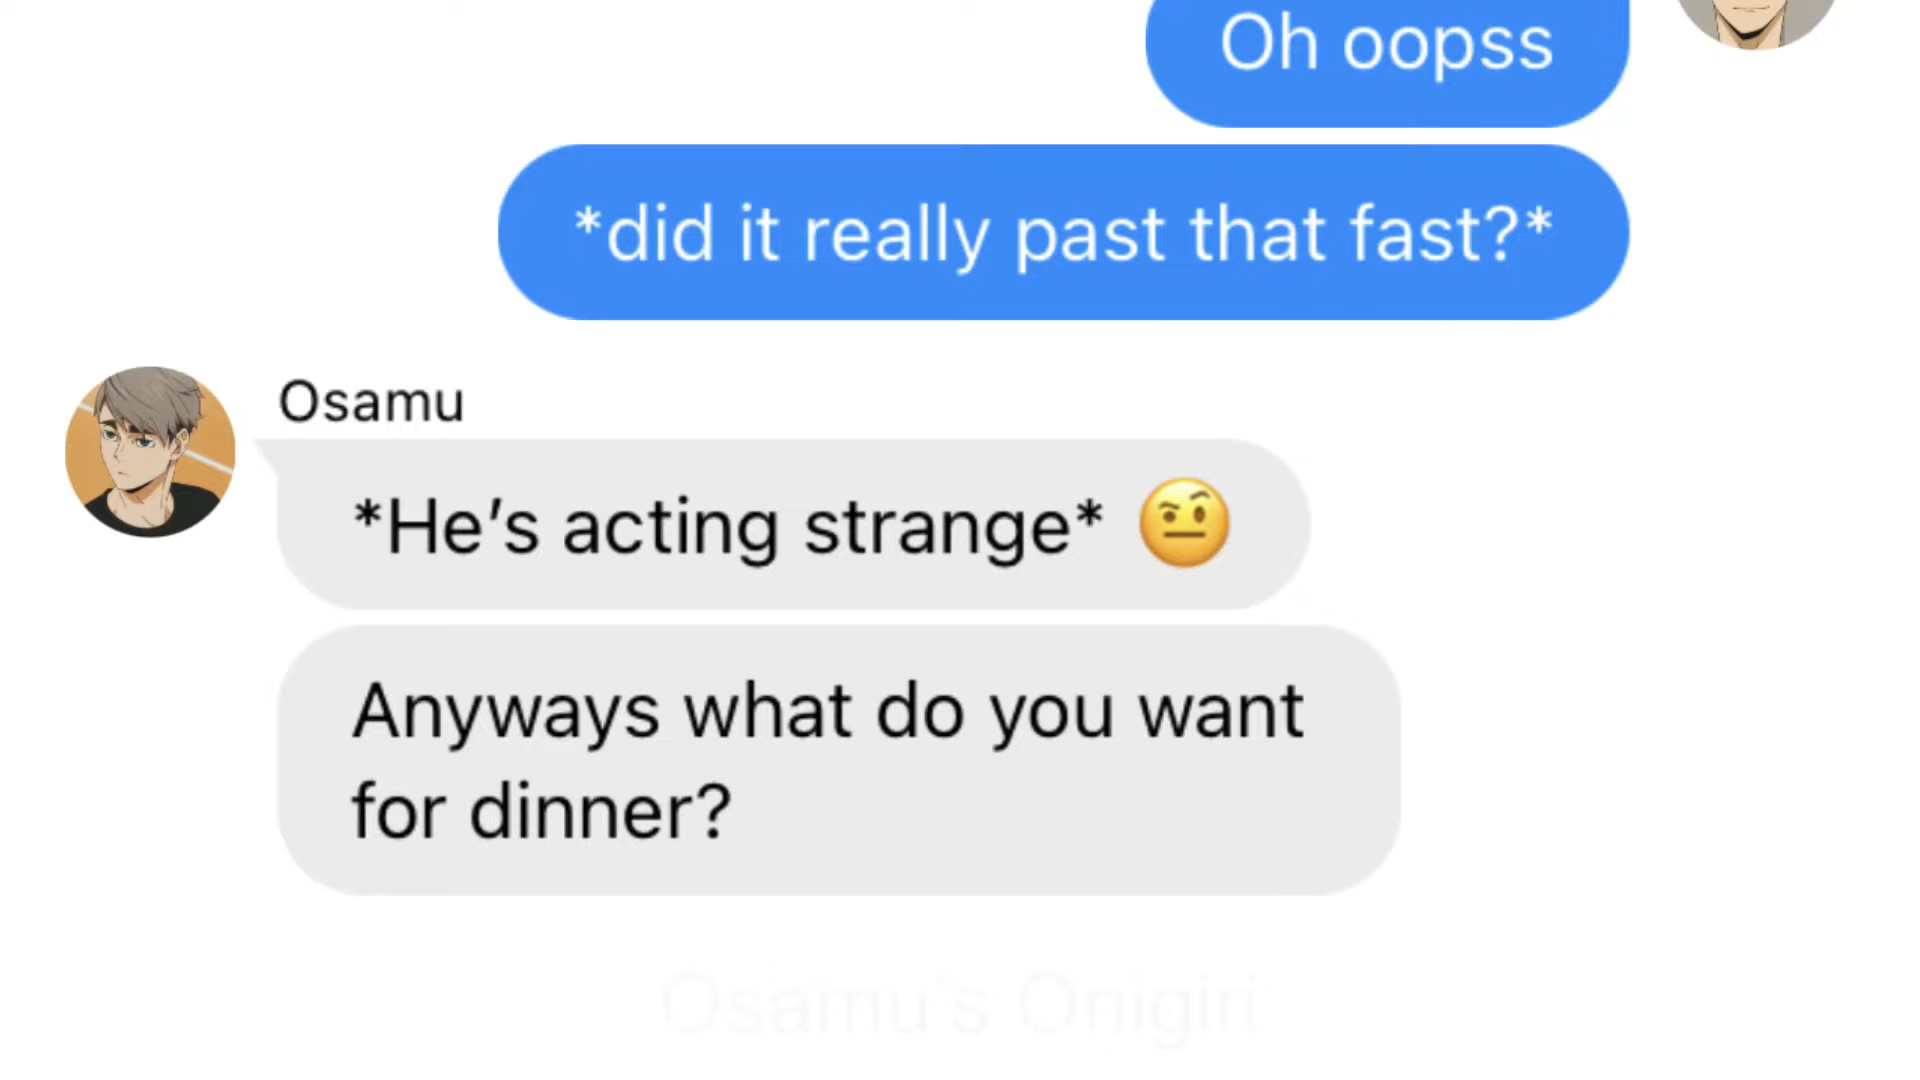 Oh oopss
*did it really past that fast?*
Osamu
*He’s acting strange* 🤨
Anyways what do you want
for dinner?
Osamu's Onigiri